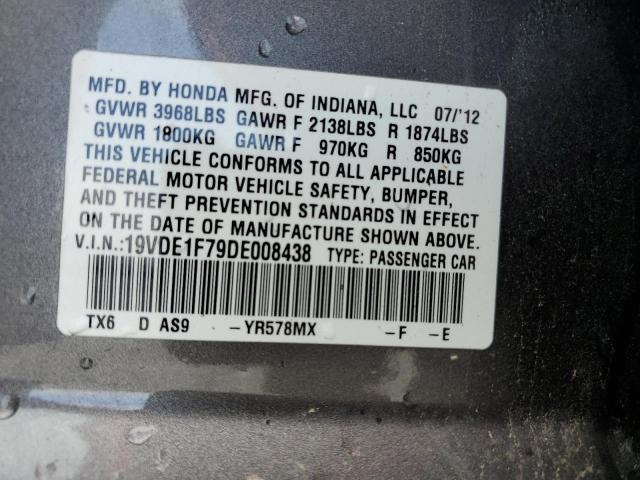 MFD. BY HONDA MFG. OF INDIANA, LLC 07/'12
GVWR 3968LBS GAWR F 2138LBS R 1874LBS
GVWR 1800KG GAWR F 970KG R 850KG
THIS VEHICLE CONFORMS TO ALL APPLICABLE
FEDERAL MOTOR VEHICLE SAFETY, BUMPER,
AND THEFT PREVENTION STANDARDS IN EFFECT
ON THE DATE OF MANUFACTURE SHOWN ABOVE.
V.I.N.:19VDE1F79DE008438 TYPE: PASSENGER CAR
TX6 D AS9 -YR578MX -F -E